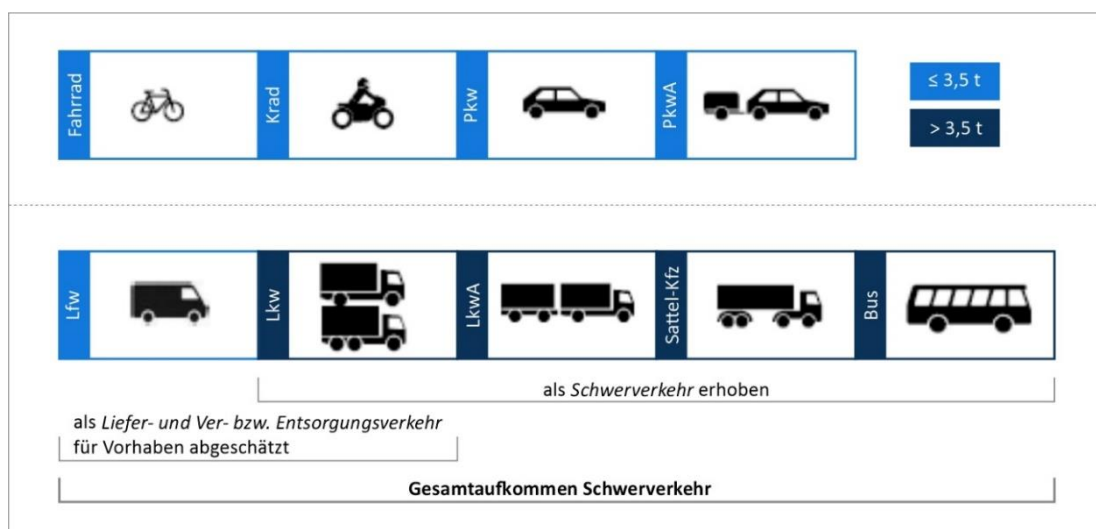 Fahrrad
Krad
Pkw
PkwA
≤ 3,5 t
> 3,5 t
Lfw
Lkw
LkwA
Sattel-Kfz
Bus
als Schwerverkehr erhoben
als Liefer- und Ver- bzw. Entsorgungsverkehr
für Vorhaben abgeschätzt
Gesamtaufkommen Schwerverkehr